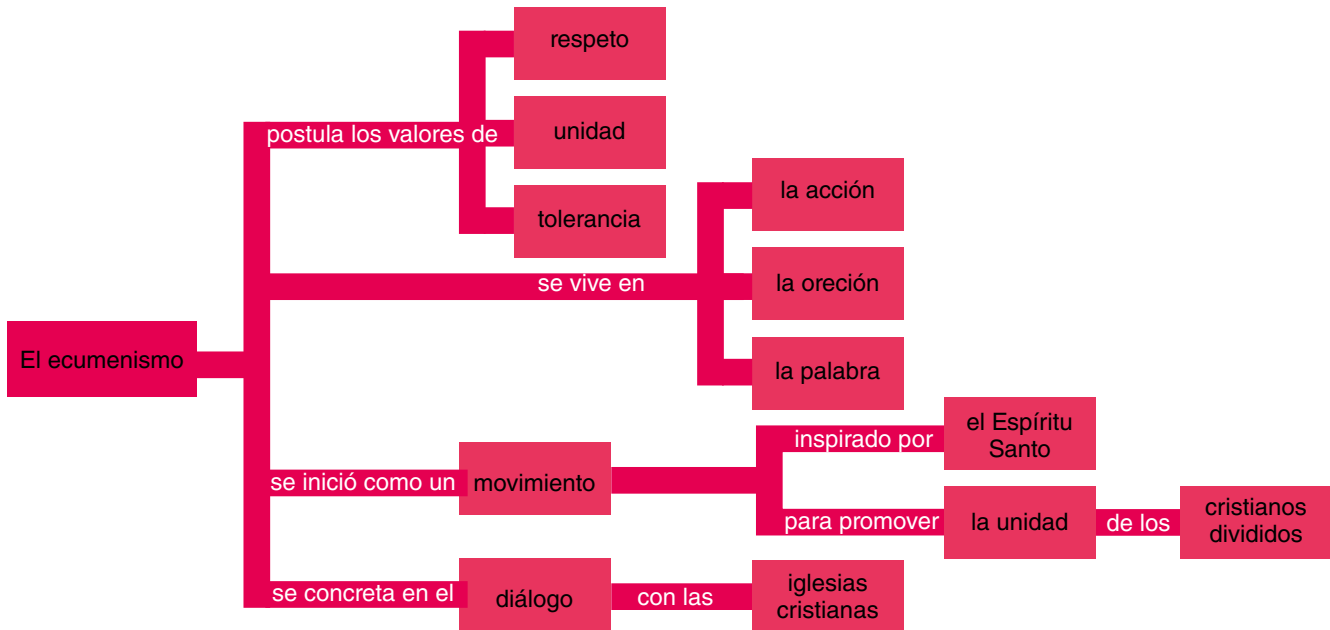 respeto
postula los valores de
unidad
tolerancia
la acción
se vive en
la oreción
la palabra
El ecumenismo
se inició como un
movimiento
inspirado por
el Espíritu
Santo
para promover
la unidad
de los
cristianos
divididos
se concreta en el
diálogo
con las
iglesias
cristianas